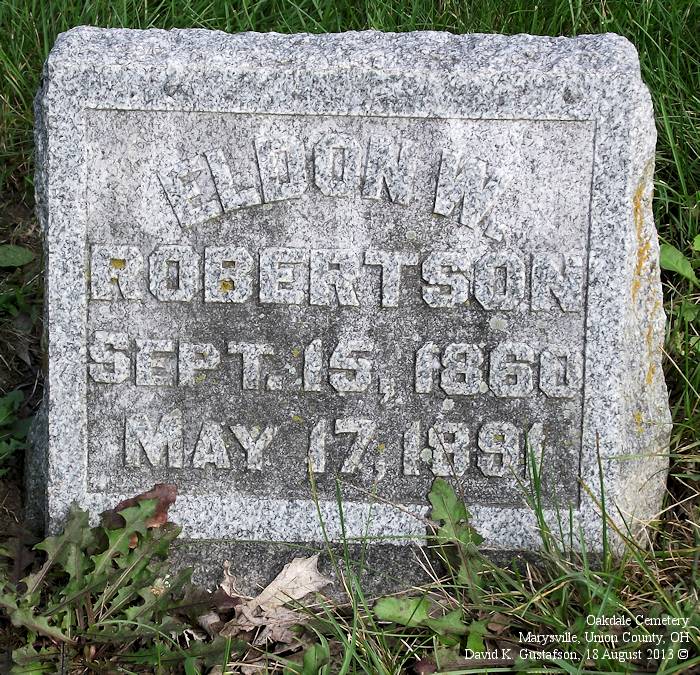 ELDON W.
ROBERTSON
SEPT. 15, 1860
MAY 17, 1891
Oakdale Cemetery
Marysville, Union County, OH
David K. Gustafson, 18 August 2013 ©